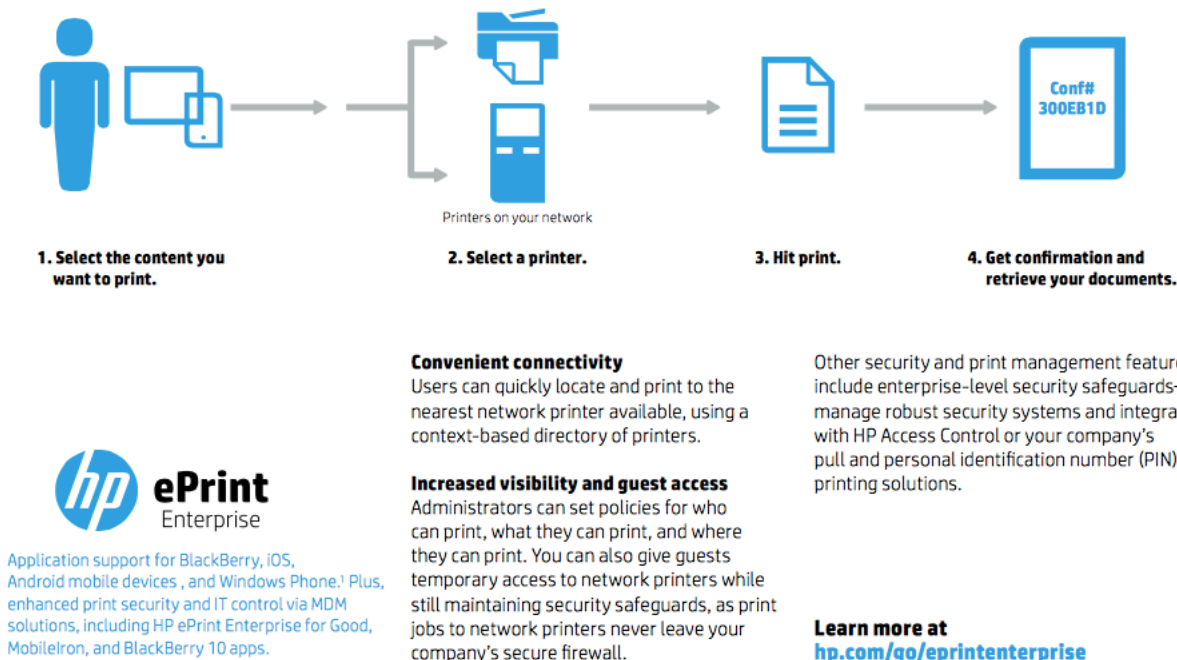 Conf#
300EB1D
Printers on your network
1. Select the content you
want to print.
2. Select a printer.
3. Hit print.
4. Get confirmation and
retrieve your documents.
hp
ePrint
Enterprise
Application support for BlackBerry, iOS,
Android mobile devices , and Windows Phone.¹ Plus,
enhanced print security and IT control via MDM
solutions, including HP ePrint Enterprise for Good,
MobileIron, and BlackBerry 10 apps.
Convenient connectivity
Users can quickly locate and print to the
nearest network printer available, using a
context-based directory of printers.
Increased visibility and guest access
Administrators can set policies for who
can print, what they can print, and where
they can print. You can also give guests
temporary access to network printers while
still maintaining security safeguards, as print
jobs to network printers never leave your
company's secure firewall.
Other security and print management
include enterprise-level security safeguards-
manage robust security systems and
with HP Access Control or your company's
pull and personal identification number (PIN)
printing solutions.
Learn more at
hp.com/go/eprintenterprise